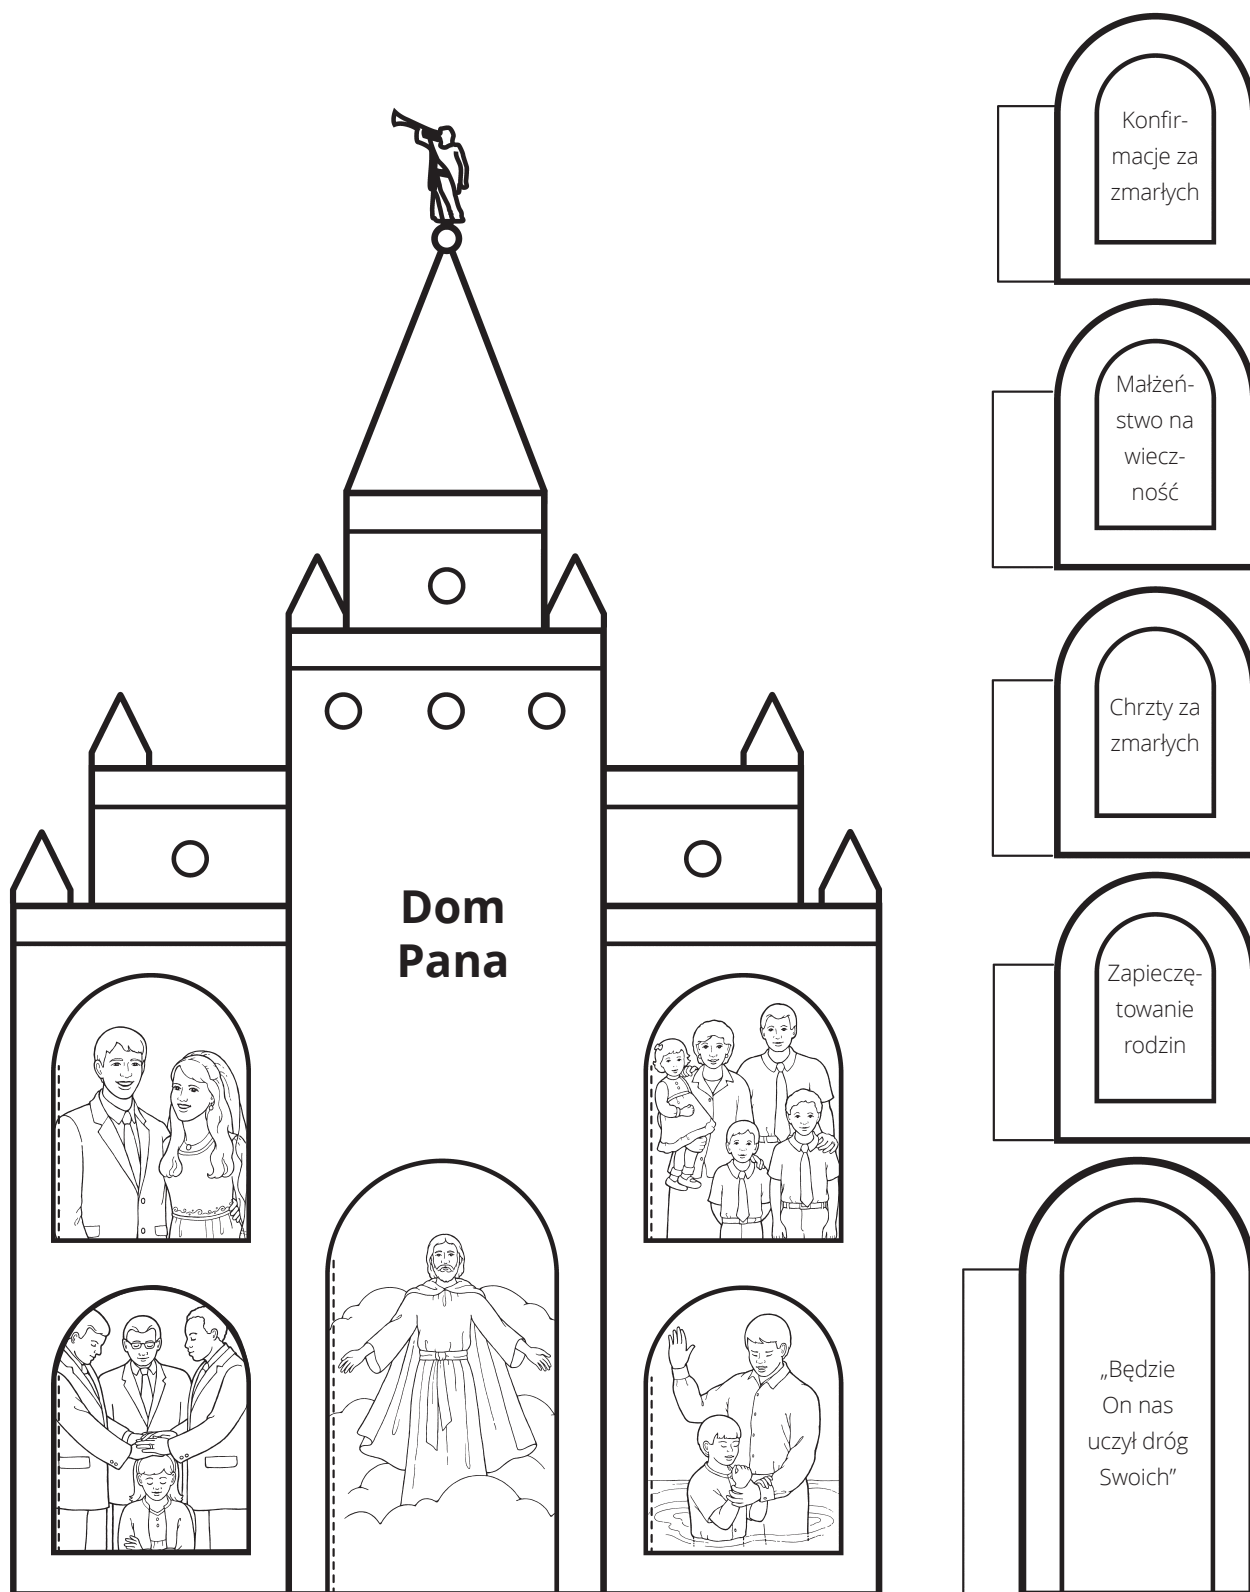 Dom
Pana
Konfir-
macje za
zmarłych
Małżeń-
stwo na
wiecz-
ność
Chrzty za
zmarłych
Zapieczę-
towanie
rodzin
„Będzie
On nas
uczył dróg
Swoich”